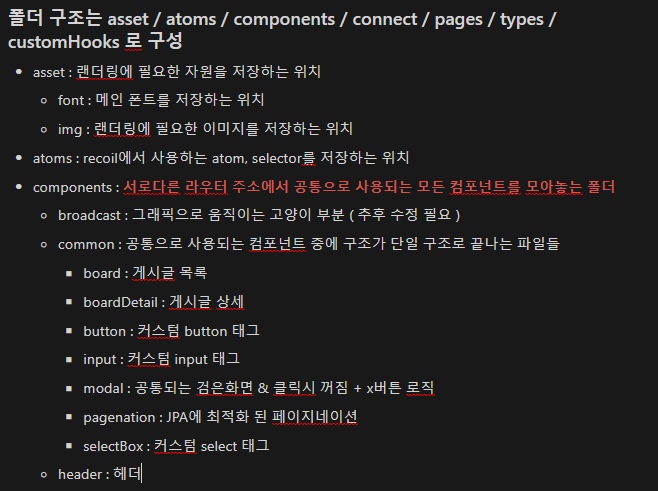 폴더 구조는 asset / atoms / components / connect / pages / types /
customHooks 로 구성
asset : 랜더링에 필요한 자원을 저장하는 위치
font : 메인 폰트를 저장하는 위치
img : 랜더링에 필요한 이미지를 저장하는 위치
atoms : recoil에서 사용하는 atom, selector를 저장하는 위치
components : 서로다른 라우터 주소에서 공통으로 사용되는 모든 컴포넌트를 모아놓는 폴더
broadcast : 그래픽으로 움직이는 고양이 부분 ( 추후 수정 필요 )
common : 공통으로 사용되는 컴포넌트 중에 구조가 단일 구조로 끝나는 파일들
board : 게시글 목록
boardDetail : 게시글 상세
button : 커스텀 button 태그
input : 커스텀 input 태그
modal : 공통되는 검은화면 & 클릭시 꺼짐 + x버튼 로직
pagenation : JPA에 최적화 된 페이지네이션
selectBox : 커스텀 select 태그
header : 헤더